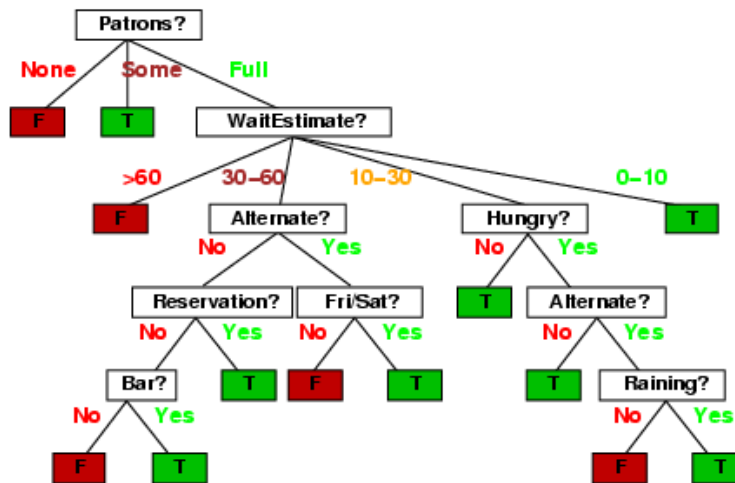 Patrons?
None Some Full
F T WaitEstimate?
>60 30–60 10–30 0–10
F Alternate? Hungry? T
No Yes No Yes
Reservation? Fri/Sat? T Alternate?
No Yes No Yes No Yes
Bar? T F T T Raining?
No Yes No Yes
F T F T